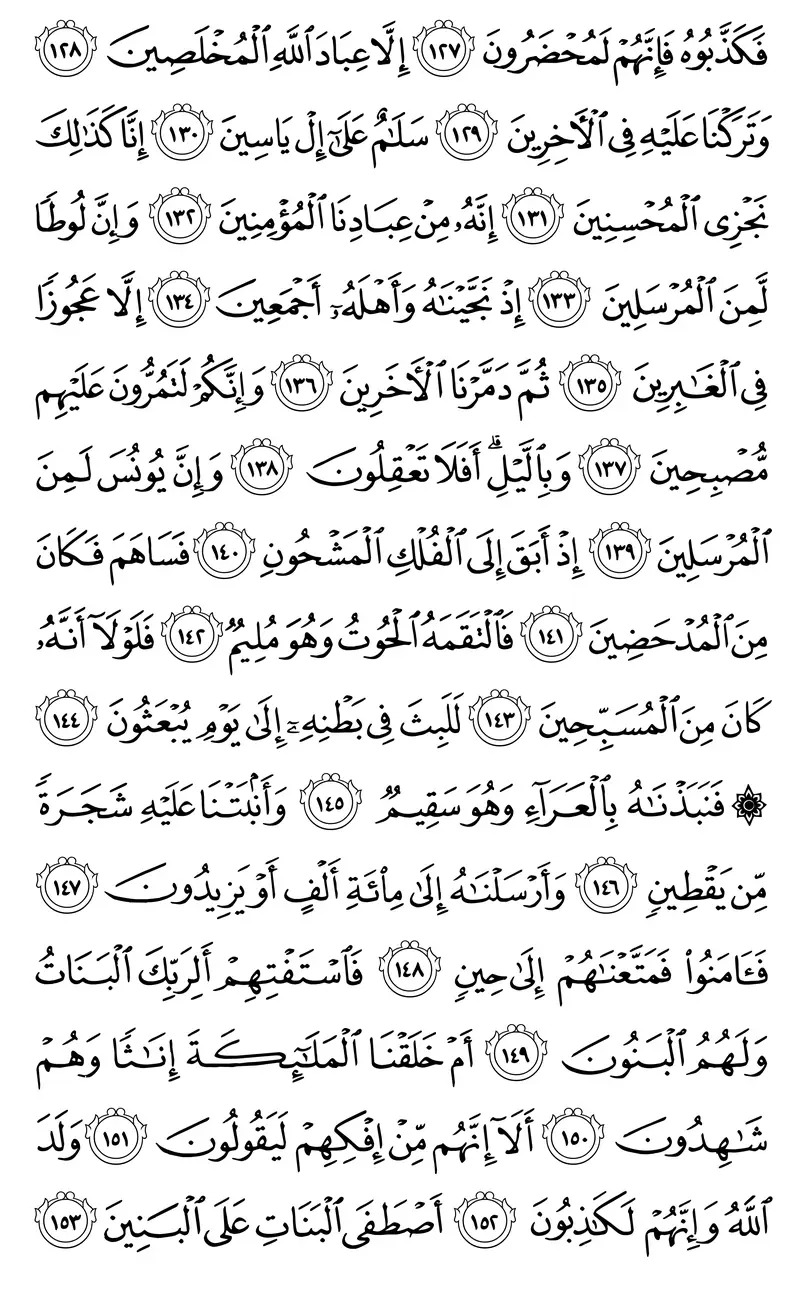 فَكَذَّبُوهُ فَإِنَّهُمْ لَمُحْضَرُونَ ١٢٧ إِلَّا عِبَادَ ٱللَّهِ ٱلْمُخْلَصِينَ ١٢٨
وَتَرَكْنَا عَلَيْهِ فِى ٱلْـَٔاخِرِينَ ١٢٩ سَلَـٰمٌ عَلَىٰٓ إِلْ يَاسِينَ ١٣٠ إِنَّا كَذَٰلِكَ
نَجْزِى ٱلْمُحْسِنِينَ ١٣١ إِنَّهُۥ مِنْ عِبَادِنَا ٱلْمُؤْمِنِينَ ١٣٢ وَإِنَّ لُوطًا
لَّمِنَ ٱلْمُرْسَلِينَ ١٣٣ إِذْ نَجَّيْنَـٰهُ وَأَهْلَهُۥٓ أَجْمَعِينَ ١٣٤ إِلَّا عَجُوزًا
فِى ٱلْغَـٰبِرِينَ ١٣٥ ثُمَّ دَمَّرْنَا ٱلْـَٔاخَرِينَ ١٣٦ وَإِنَّكُمْ لَتَمُرُّونَ عَلَيْهِم
مُّصْبِحِينَ ١٣٧ وَبِٱلَّيْلِ ۗ أَفَلَا تَعْقِلُونَ ١٣٨ وَإِنَّ يُونُسَ لَمِنَ
ٱلْمُرْسَلِينَ ١٣٩ إِذْ أَبَقَ إِلَى ٱلْفُلْكِ ٱلْمَشْحُونِ ١٤٠ فَسَاهَمَ فَكَانَ
مِنَ ٱلْمُدْحَضِينَ ١٤١ فَٱلْتَقَمَهُ ٱلْحُوتُ وَهُوَ مُلِيمٌ ١٤٢ فَلَوْلَآ أَنَّهُۥ
كَانَ مِنَ ٱلْمُسَبِّحِينَ ١٤٣ لَلَبِثَ فِى بَطْنِهِۦٓ إِلَىٰ يَوْمِ يُبْعَثُونَ ١٤٤
۞ فَنَبَذْنَـٰهُ بِٱلْعَرَآءِ وَهُوَ سَقِيمٌ ١٤٥ وَأَنۢبَتْنَا عَلَيْهِ شَجَرَةً
مِّن يَقْطِينٍ ١٤٦ وَأَرْسَلْنَـٰهُ إِلَىٰ مِا۟ئَةِ أَلْفٍ أَوْ يَزِيدُونَ ١٤٧
فَـَٔامَنُوا۟ فَمَتَّعْنَـٰهُمْ إِلَىٰ حِينٍ ١٤٨ فَٱسْتَفْتِهِمْ أَلِرَبِّكَ ٱلْبَنَاتُ
وَلَهُمُ ٱلْبَنُونَ ١٤٩ أَمْ خَلَقْنَا ٱلْمَلَـٰٓئِكَةَ إِنَـٰثًا وَهُمْ
شَـٰهِدُونَ ١٥٠ أَلَآ إِنَّهُم مِّنْ إِفْكِهِمْ لَيَقُولُونَ ١٥١ وَلَدَ
ٱللَّهُ وَإِنَّهُمْ لَكَـٰذِبُونَ ١٥٢ أَصْطَفَى ٱلْبَنَاتِ عَلَى ٱلْبَنِينَ ١٥٣